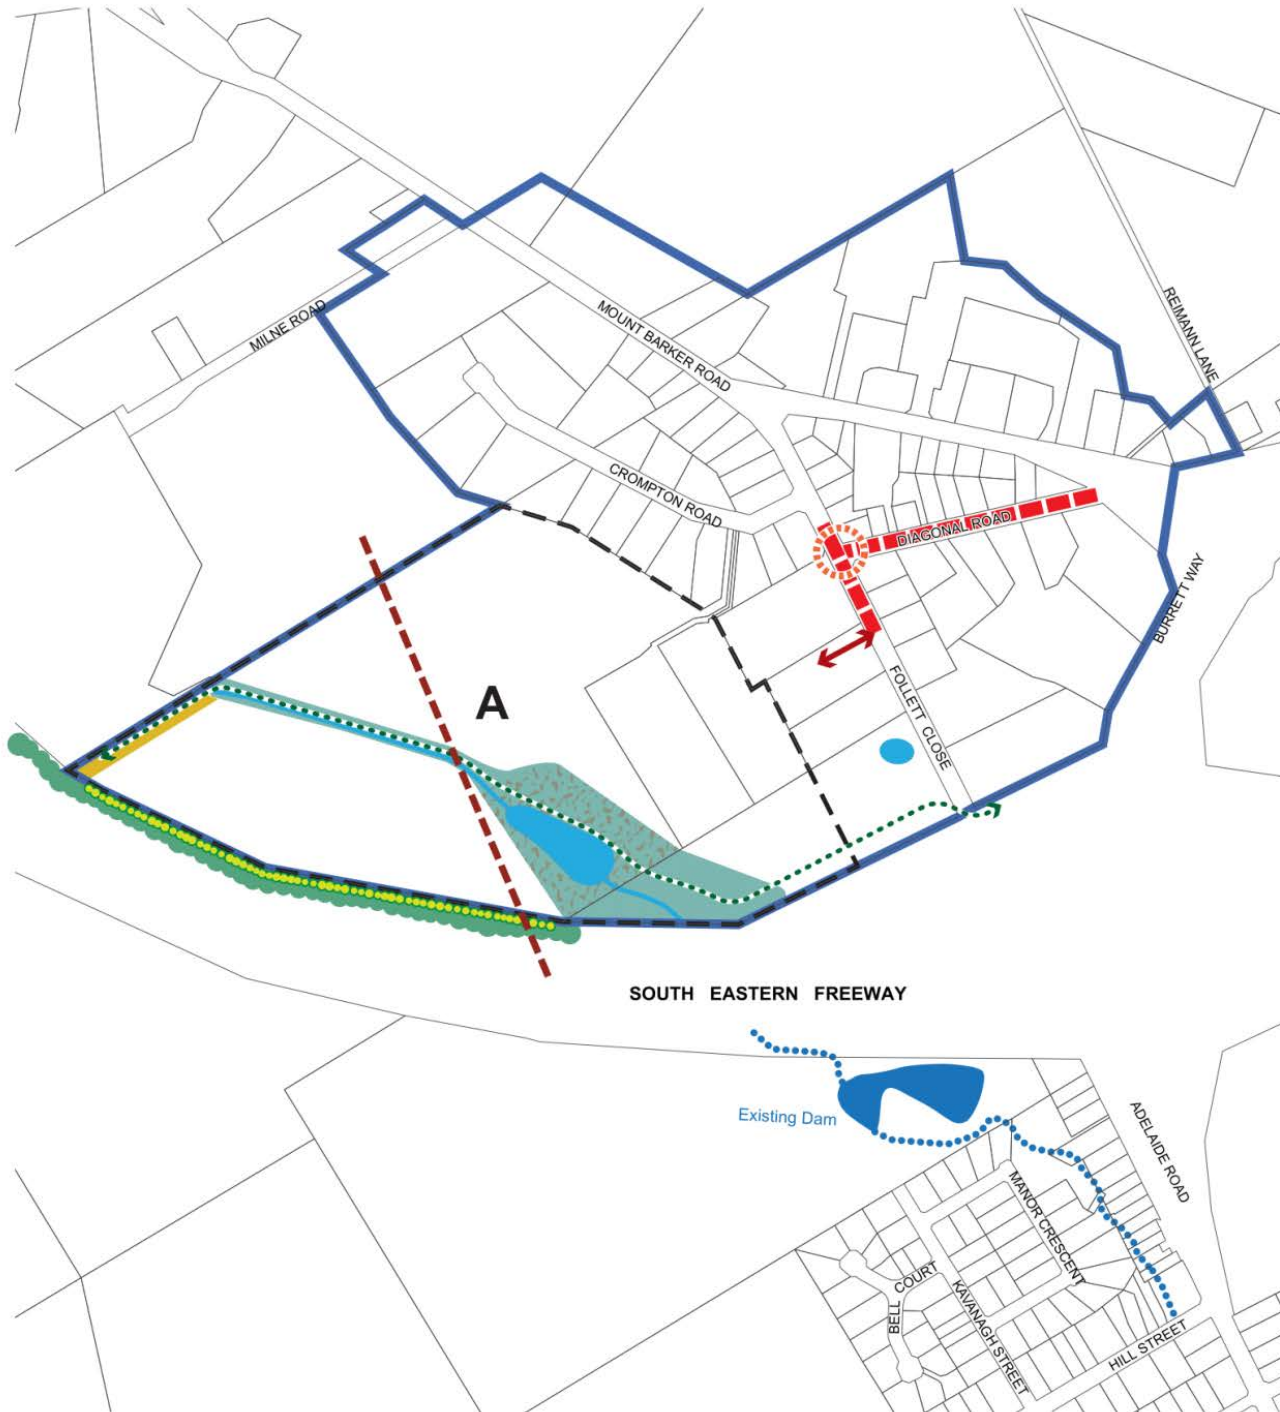 REIMANN LANE
MILNE ROAD
MOUNT BARKER ROAD
CROMPTON ROAD
DIAGONAL ROAD
BURRETT WAY
A
FOLLETT CLOSE
SOUTH EASTERN FREEWAY
Existing Dam
ADELAIDE ROAD
MANOR CRESCENT
BELL COURT
KAVANAGH STREET
HILL STREET